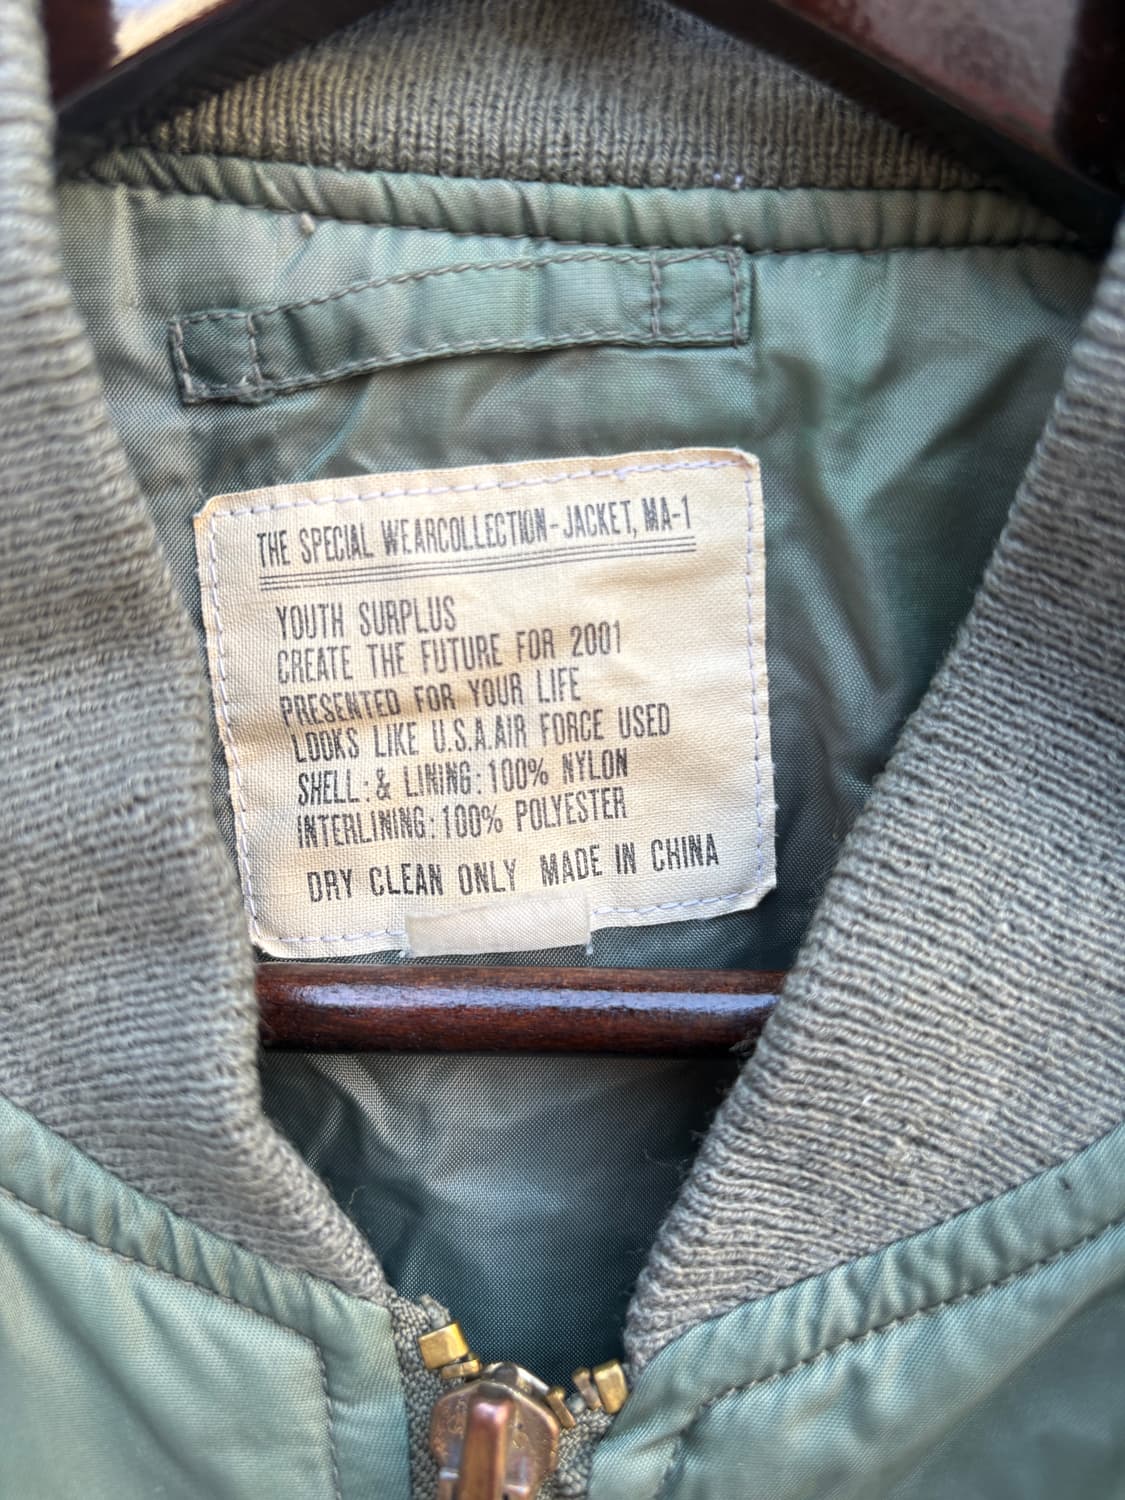 THE SPECIAL WEARCOLLECTION-JACKET, MA-1
YOUTH SURPLUS
CREATE THE FUTURE FOR 2001
PRESENTED FOR YOUR LIFE
LOOKS LIKE U.S.A.AIR FORCE USED
SHELL:& LINING:100% NYLON
INTERLINING:100% POLYESTER
DRY CLEAN ONLY MADE IN CHINA